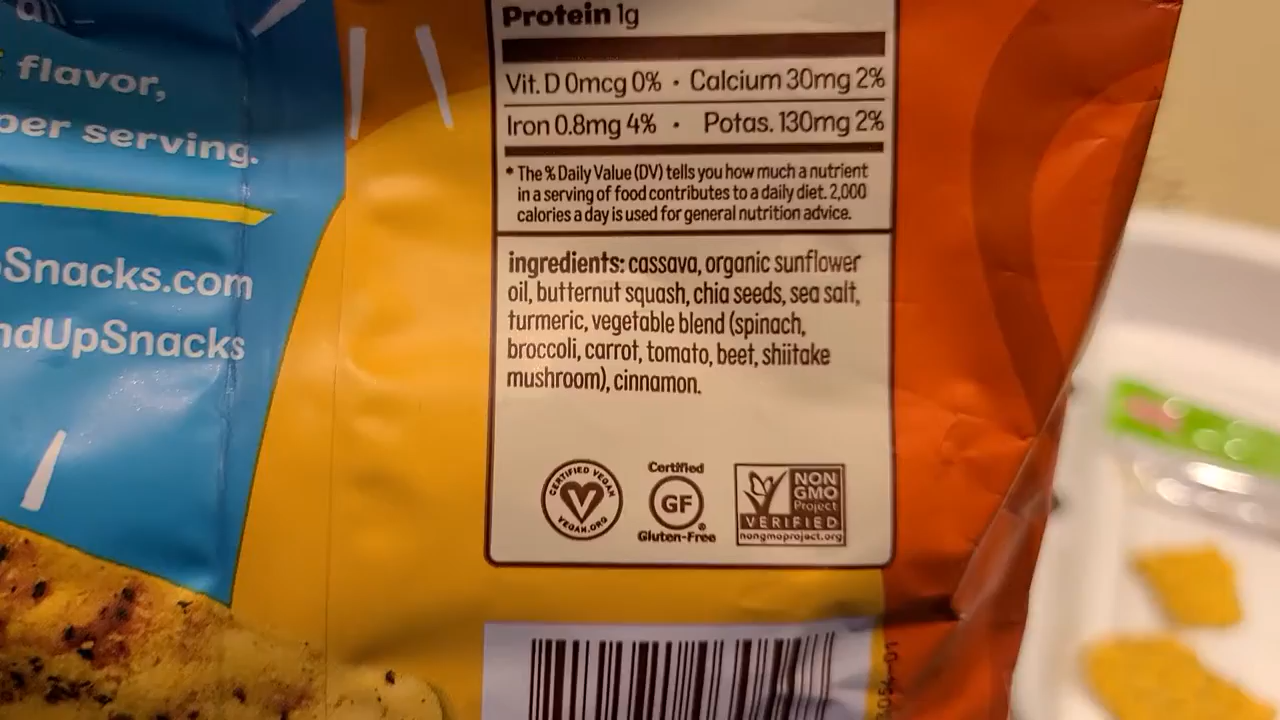 flavor,
per serving.
Snacks.com
ndUpSnacks
Protein 1g
Vit. D 0mcg 0% • Calcium 30mg 2%
Iron 0.8mg 4% • Potas. 130mg 2%
* The % Daily Value (DV) tells you how much a nutrient
in a serving of food contributes to a daily diet. 2,000
calories a day is used for general nutrition advice.
ingredients: cassava, organic sunflower
oil, butternut squash, chia seeds, sea salt,
turmeric, vegetable blend (spinach,
broccoli, carrot, tomato, beet, shiitake
mushroom), cinnamon.
CERTIFIED VEGAN
VEGAN.ORG
Certified
GF
®
Gluten-Free
NON
GMO
Project
VERIFIED
nongmoproject.org